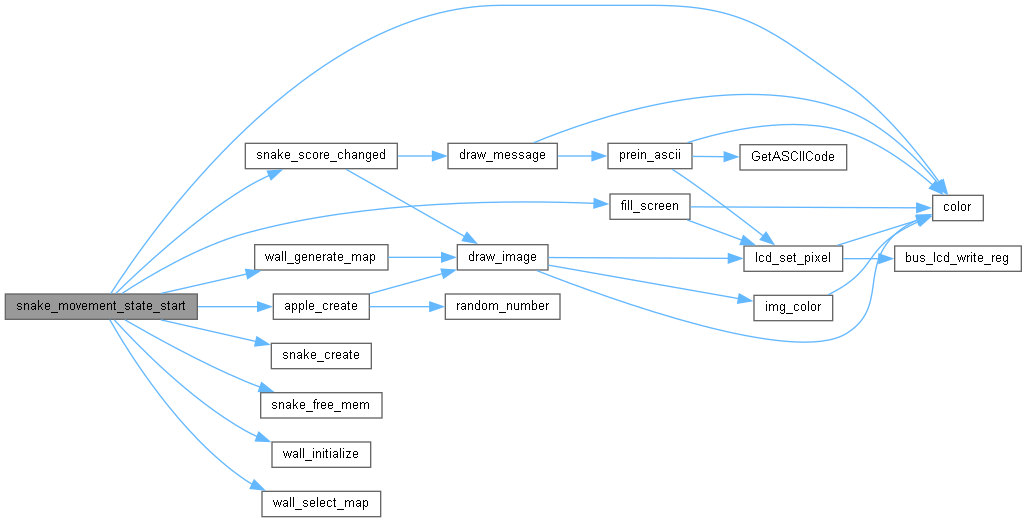 snake_movement_state_start
snake_score_changed
draw_message
prein_ascii
GetASCIICode
color
fill_screen
wall_generate_map
draw_image
lcd_set_pixel
bus_lcd_write_reg
apple_create
random_number
img_color
snake_create
snake_free_mem
wall_initialize
wall_select_map